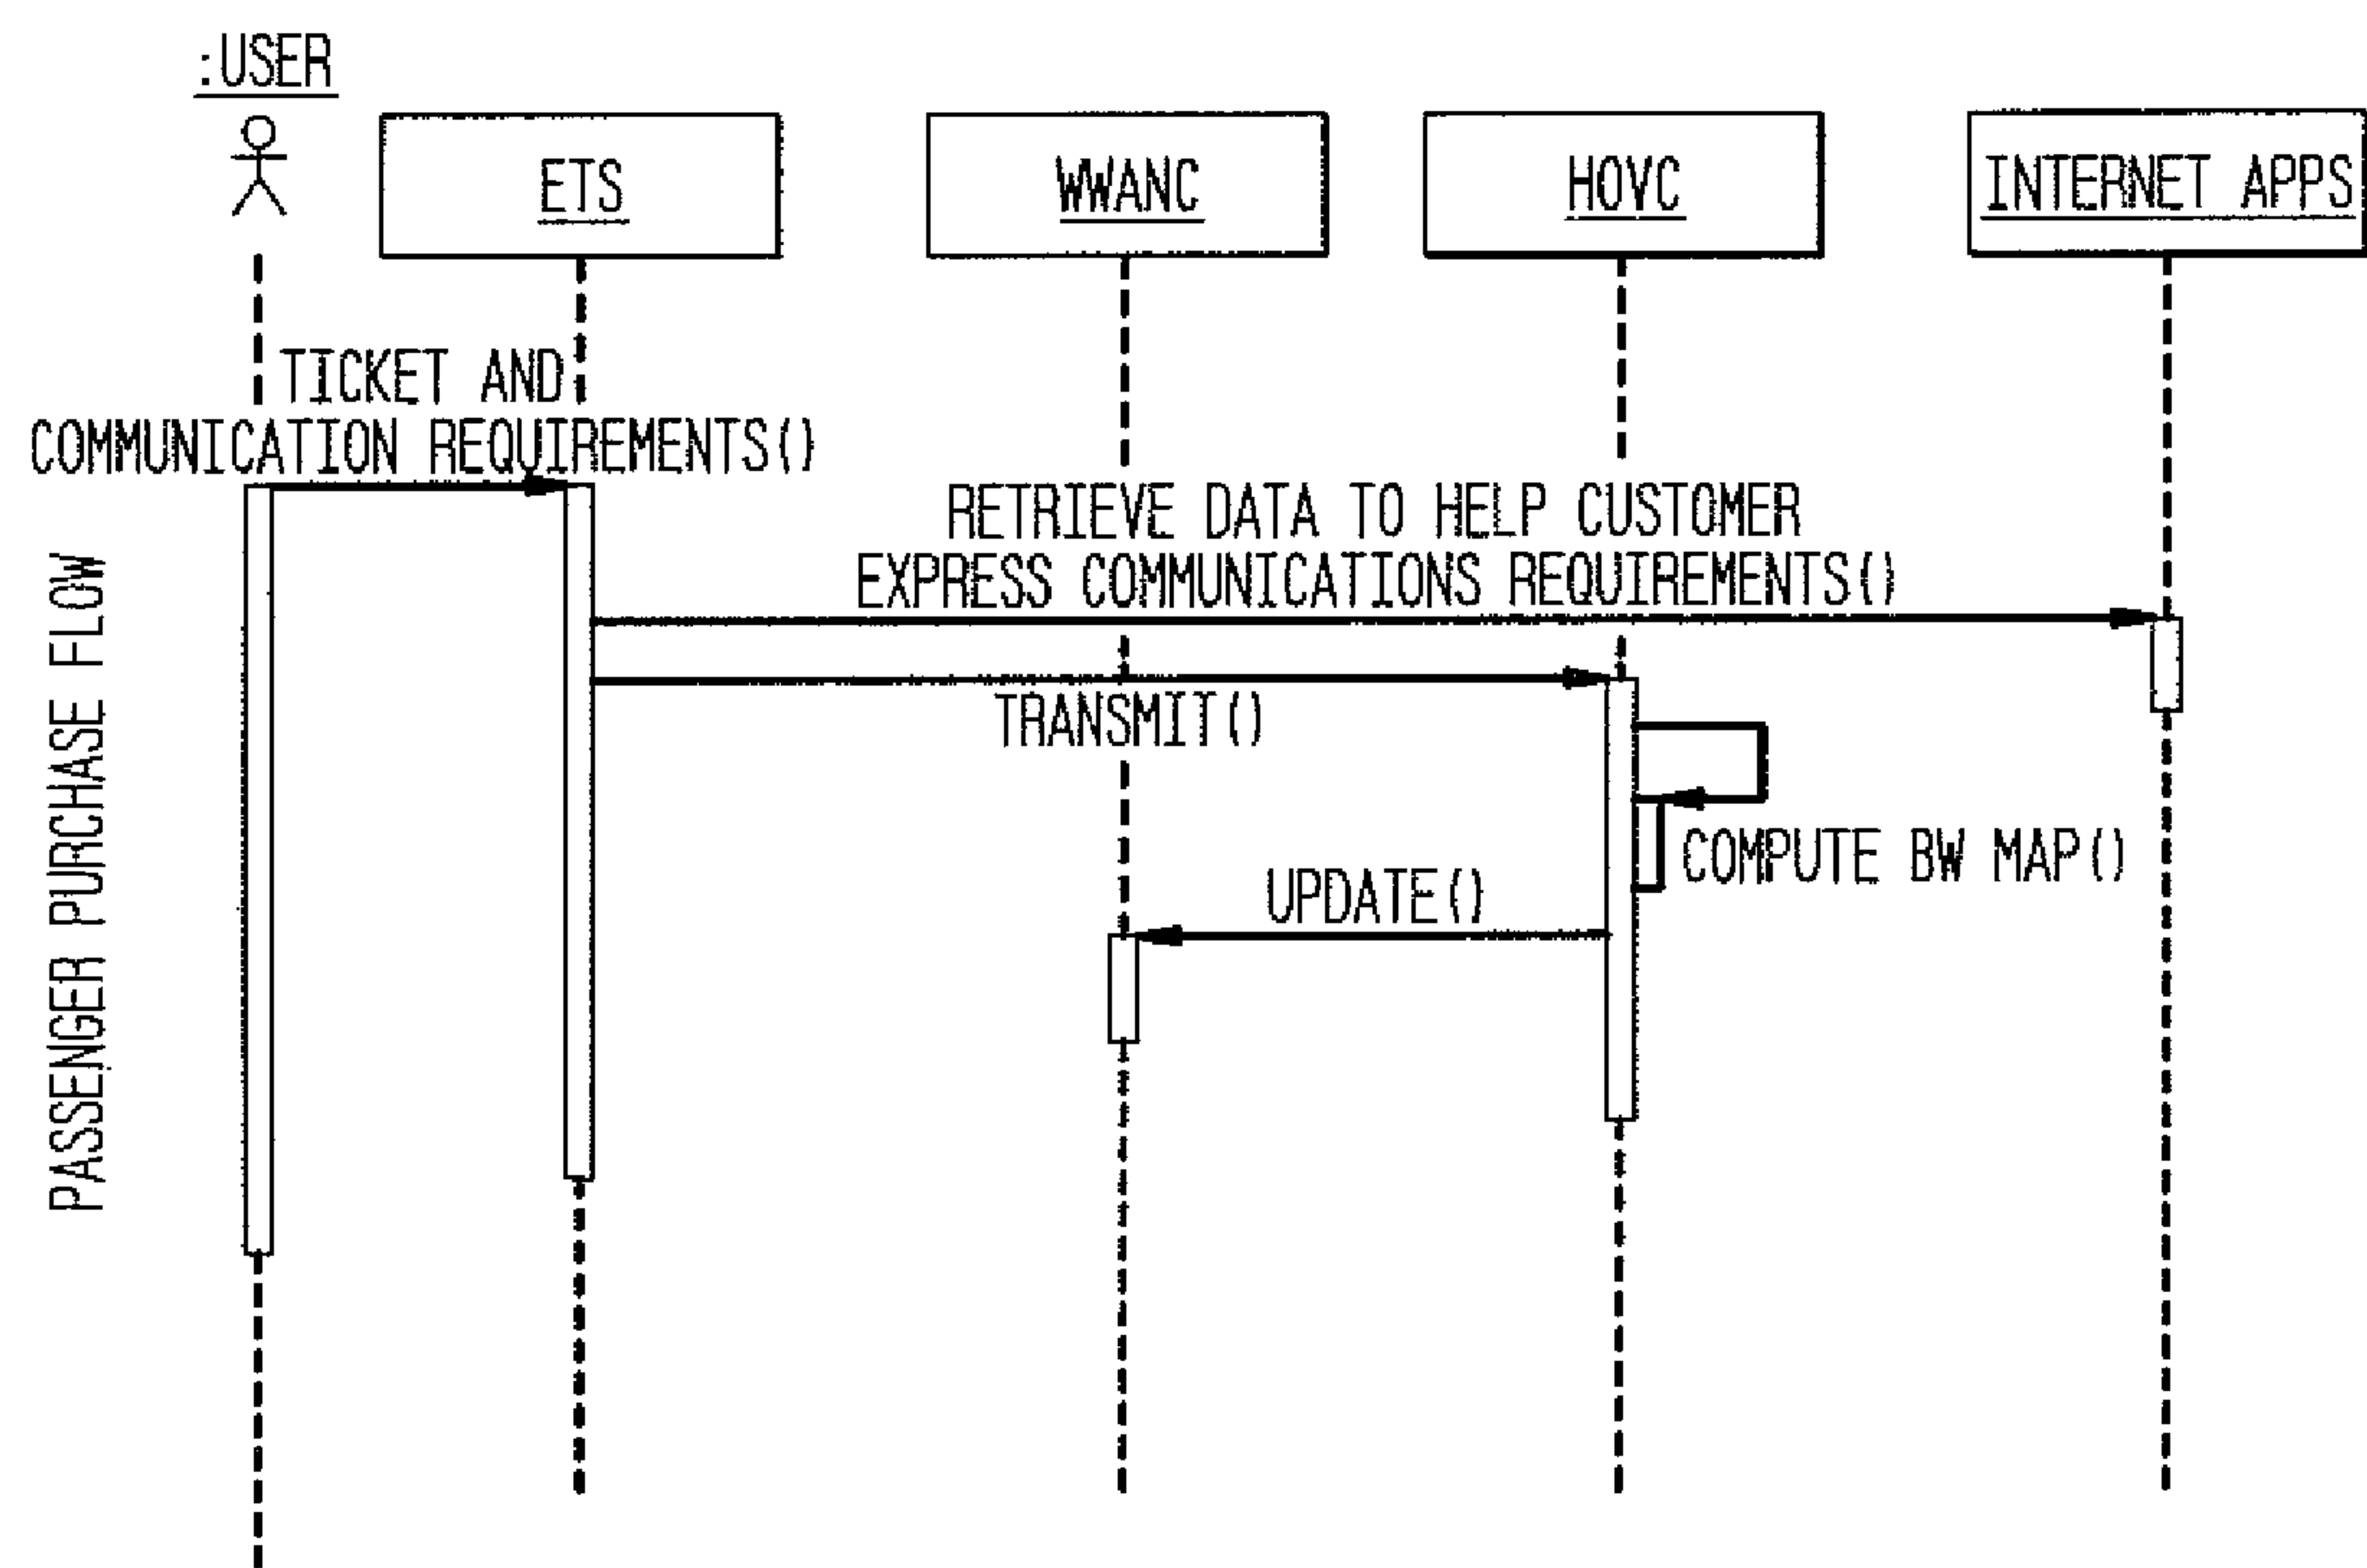 :USER
ETS
WWANC
HOVC
INTERNET APPS
TICKET AND
COMMUNICATION REQUIREMENTS()
RETRIEVE DATA TO HELP CUSTOMER
EXPRESS COMMUNICATIONS REQUIREMENTS()
TRANSMIT()
COMPUTE BW MAP()
UPDATE()
PASSENGER PURCHASE FLOW